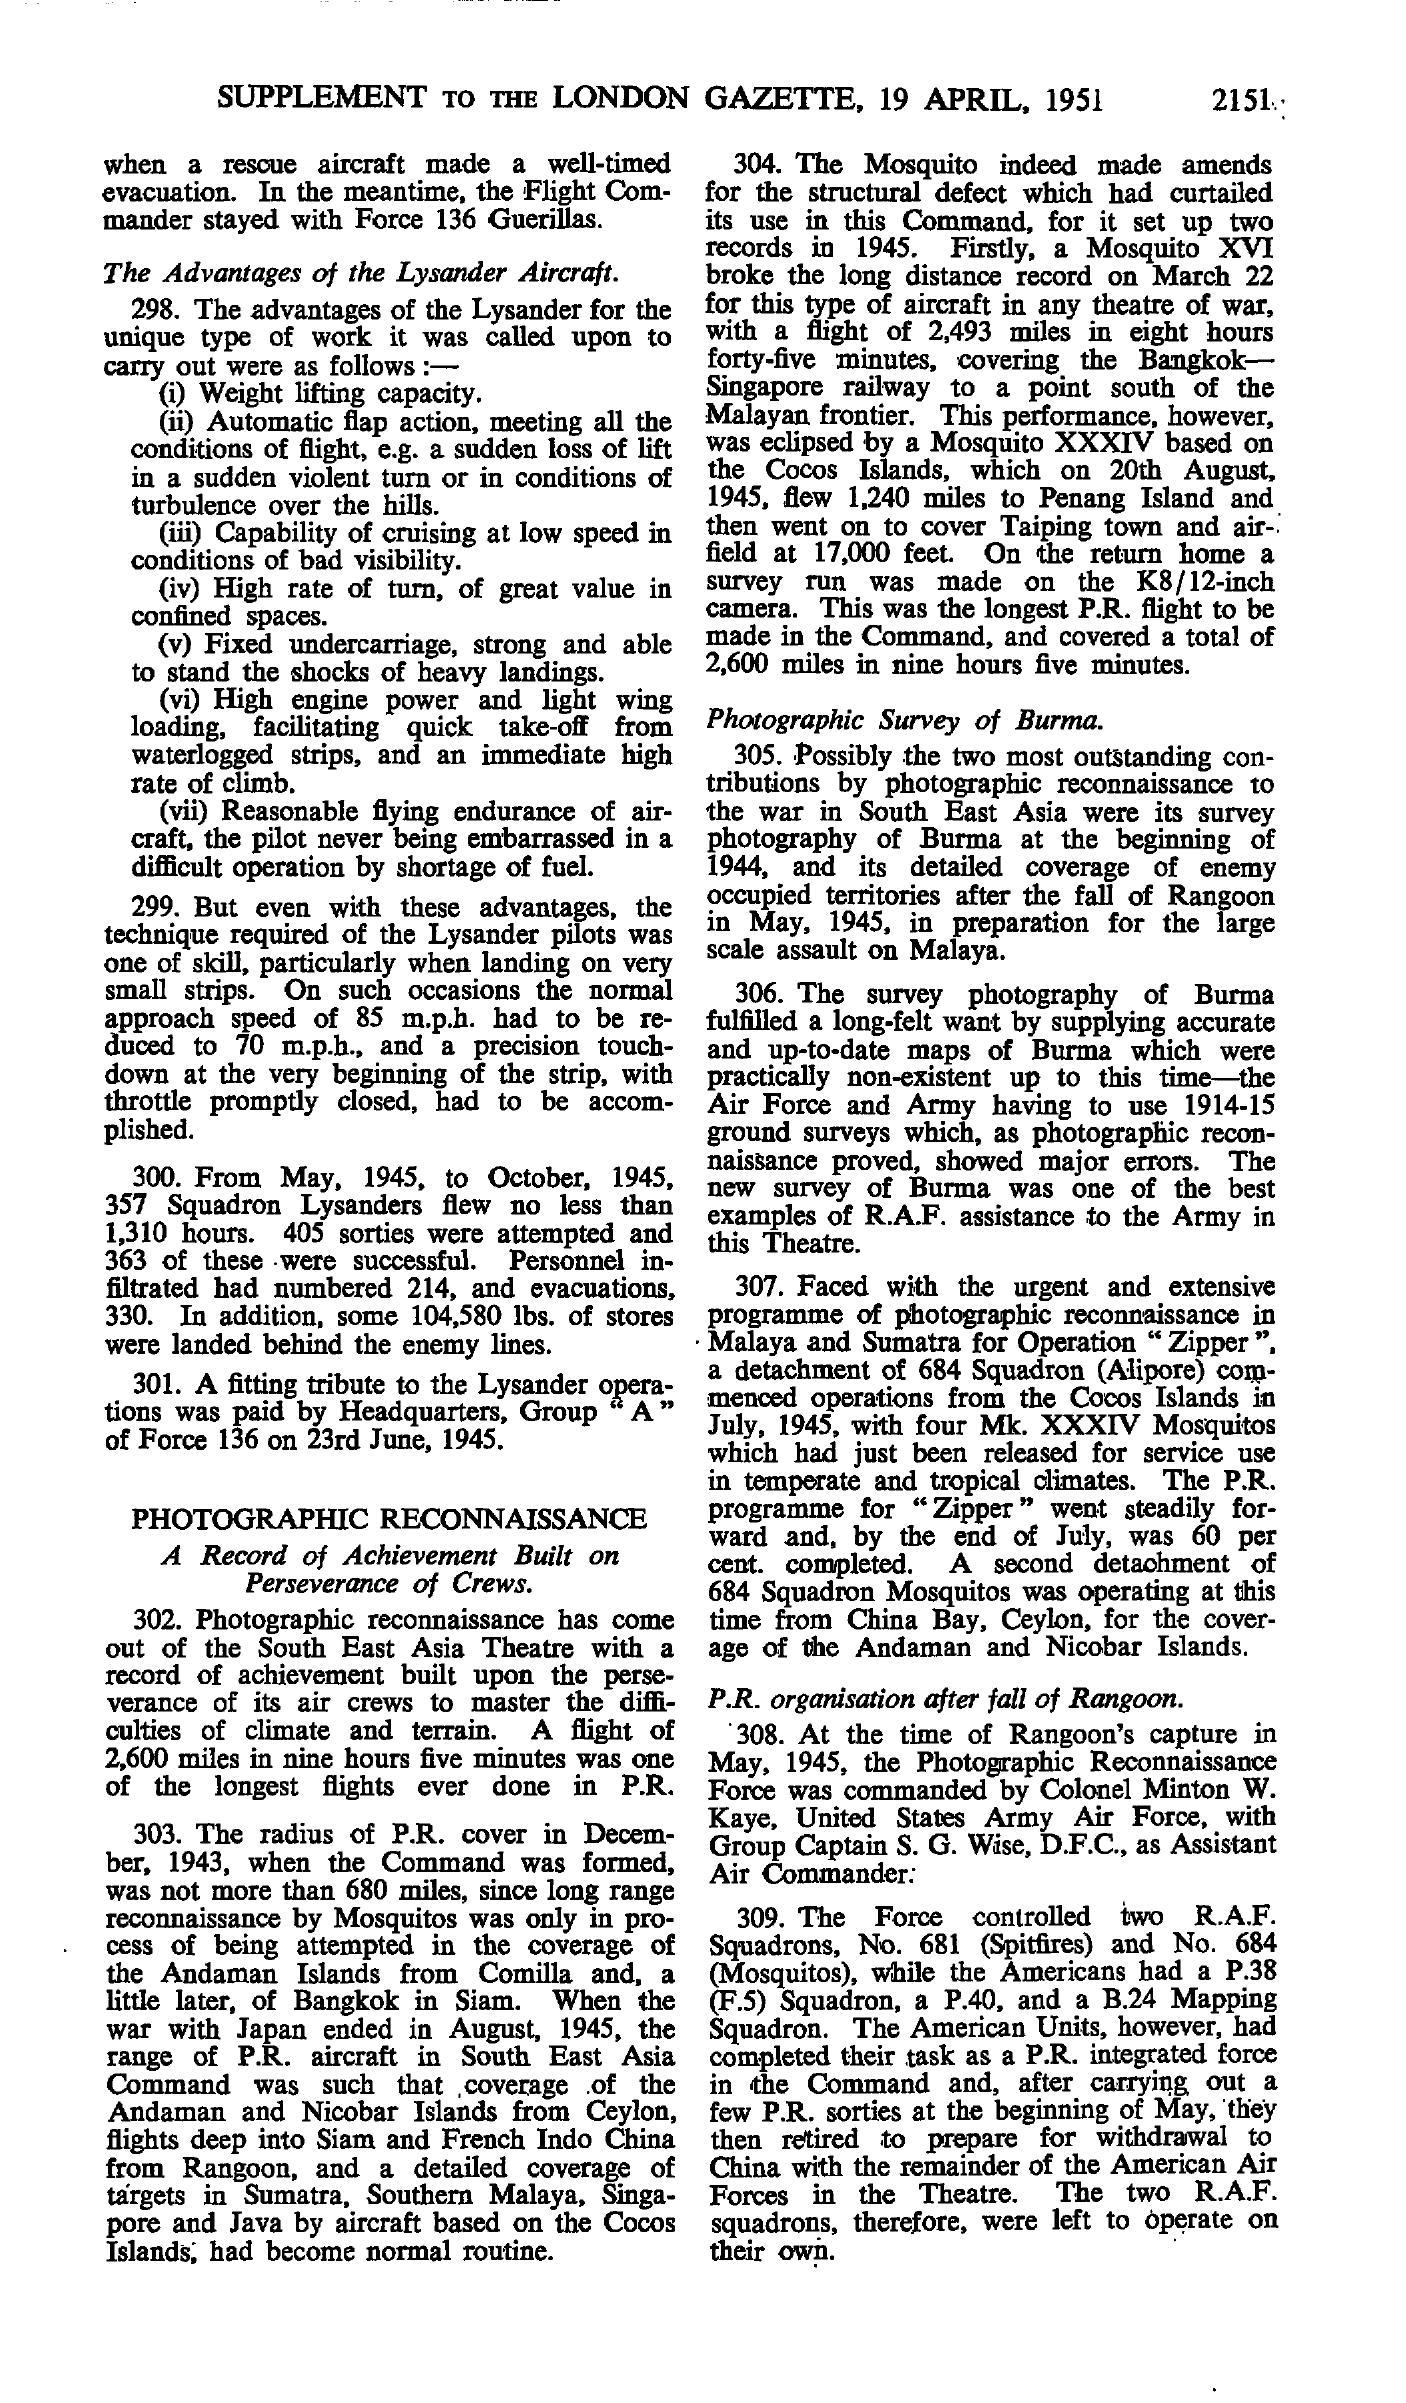 SUPPLEMENT TO THE LONDON GAZETTE, 19 APRIL, 1951 2151
when a rescue aircraft made a well-timed
evacuation. In the meantime, the Flight Com-
mander stayed with Force 136 Guerillas.
The Advantages of the Lysander Aircraft.
298. The advantages of the Lysander for the
unique type of work it was called upon to
carry out were as follows :—
(i) Weight lifting capacity.
(ii) Automatic flap action, meeting all the
conditions of flight, e.g. a sudden loss of lift
in a sudden violent turn or in conditions of
turbulence over the hills.
(iii) Capability of cruising at low speed in
conditions of bad visibility.
(iv) High rate of turn, of great value in
confined spaces.
(v) Fixed undercarriage, strong and able
to stand the shocks of heavy landings.
(vi) High engine power and light wing
loading, facilitating quick take-off from
waterlogged strips, and an immediate high
rate of climb.
(vii) Reasonable flying endurance of air-
craft, the pilot never being embarrassed in a
difficult operation by shortage of fuel.
299. But even with these advantages, the
technique required of the Lysander pilots was
one of skill, particularly when landing on very
small strips. On such occasions the normal
approach speed of 85 m.p.h. had to be re-
duced to 70 m.p.h., and a precision touch-
down at the very beginning of the strip, with
throttle promptly closed, had to be accom-
plished.
300. From May, 1945, to October, 1945,
357 Squadron Lysanders flew no less than
1,310 hours. 405 sorties were attempted and
363 of these were successful. Personnel in-
filtrated had numbered 214, and evacuations,
330. In addition, some 104,580 lbs. of stores
were landed behind the enemy lines.
301. A fitting tribute to the Lysander opera-
tions was paid by Headquarters, Group “ A ”
of Force 136 on 23rd June, 1945.
PHOTOGRAPHIC RECONNAISSANCE
A Record of Achievement Built on
Perseverance of Crews.
302. Photographic reconnaissance has come
out of the South East Asia Theatre with a
record of achievement built upon the perse-
verance of its air crews to master the diffi-
culties of climate and terrain. A flight of
2,600 miles in nine hours five minutes was one
of the longest flights ever done in P.R.
303. The radius of P.R. cover in Decem-
ber, 1943, when the Command was formed,
was not more than 680 miles, since long range
reconnaissance by Mosquitos was only in pro-
cess of being attempted in the coverage of
the Andaman Islands from Comilla and, a
little later, of Bangkok in Siam. When the
war with Japan ended in August, 1945, the
range of P.R. aircraft in South East Asia
Command was such that coverage of the
Andaman and Nicobar Islands from Ceylon,
flights deep into Siam and French Indo China
from Rangoon, and a detailed coverage of
targets in Sumatra, Southern Malaya, Singa-
pore and Java by aircraft based on the Cocos
Islands, had become normal routine.
304. The Mosquito indeed made amends
for the structural defect which had curtailed
its use in this Command, for it set up two
records in 1945. Firstly, a Mosquito XVI
broke the long distance record on March 22
for this type of aircraft in any theatre of war,
with a flight of 2,493 miles in eight hours
forty-five minutes, covering the Bangkok—
Singapore railway to a point south of the
Malayan frontier. This performance, however,
was eclipsed by a Mosquito XXXIV based on
the Cocos Islands, which on 20th August,
1945, flew 1,240 miles to Penang Island and
then went on to cover Taiping town and air-
field at 17,000 feet. On the return home a
survey run was made on the K8/12-inch
camera. This was the longest P.R. flight to be
made in the Command, and covered a total of
2,600 miles in nine hours five minutes.
Photographic Survey of Burma.
305. Possibly the two most outstanding con-
tributions by photographic reconnaissance to
the war in South East Asia were its survey
photography of Burma at the beginning of
1944, and its detailed coverage of enemy
occupied territories after the fall of Rangoon
in May, 1945, in preparation for the large
scale assault on Malaya.
306. The survey photography of Burma
fulfilled a long-felt want by supplying accurate
and up-to-date maps of Burma which were
practically non-existent up to this time—the
Air Force and Army having to use 1914-15
ground surveys which, as photographic recon-
naissance proved, showed major errors. The
new survey of Burma was one of the best
examples of R.A.F. assistance to the Army in
this Theatre.
307. Faced with the urgent and extensive
programme of photographic reconnaissance in
Malaya and Sumatra for Operation “ Zipper ”,
a detachment of 684 Squadron (Alipore) com-
menced operations from the Cocos Islands in
July, 1945, with four Mk. XXXIV Mosquitos
which had just been released for service use
in temperate and tropical climates. The P.R.
programme for “ Zipper ” went steadily for-
ward and, by the end of July, was 60 per
cent. completed. A second detachment of
684 Squadron Mosquitos was operating at this
time from China Bay, Ceylon, for the cover-
age of the Andaman and Nicobar Islands.
P.R. organisation after fall of Rangoon.
308. At the time of Rangoon’s capture in
May, 1945, the Photographic Reconnaissance
Force was commanded by Colonel Minton W.
Kaye, United States Army Air Force, with
Group Captain S. G. Wise, D.F.C., as Assistant
Air Commander.
309. The Force controlled two R.A.F.
Squadrons, No. 681 (Spitfires) and No. 684
(Mosquitos), while the Americans had a P.38
(F.5) Squadron, a P.40, and a B.24 Mapping
Squadron. The American Units, however, had
completed their task as a P.R. integrated force
in the Command and, after carrying out a
few P.R. sorties at the beginning of May, they
then retired to prepare for withdrawal to
China with the remainder of the American Air
Forces in the Theatre. The two R.A.F.
squadrons, therefore, were left to operate on
their own.